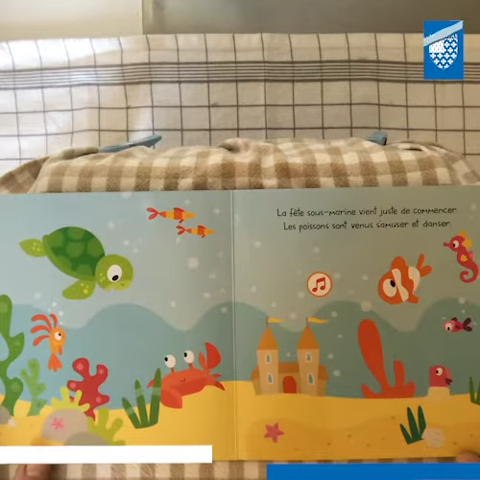 La fête sous-marine vient juste de commencer.
Les poissons sont venus s'amuser et danser.